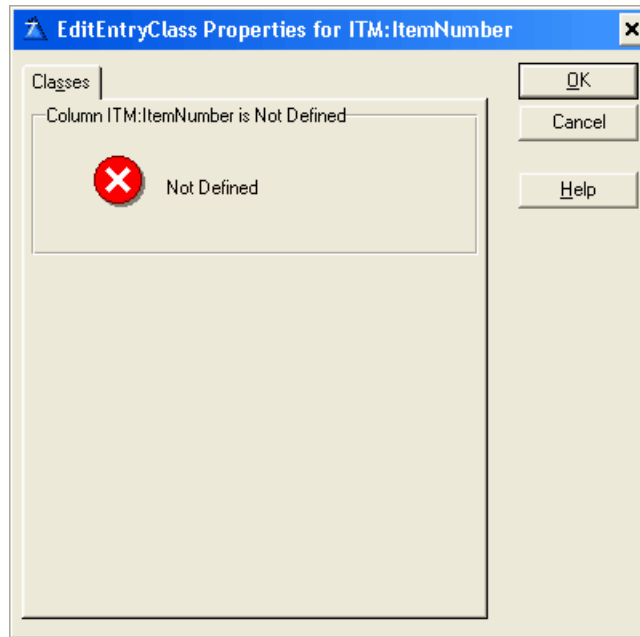 EditEntryClass Properties for ITM:ItemNumber
Classes
OK
Column ITM:ItemNumber is Not Defined
Cancel
Not Defined
Help